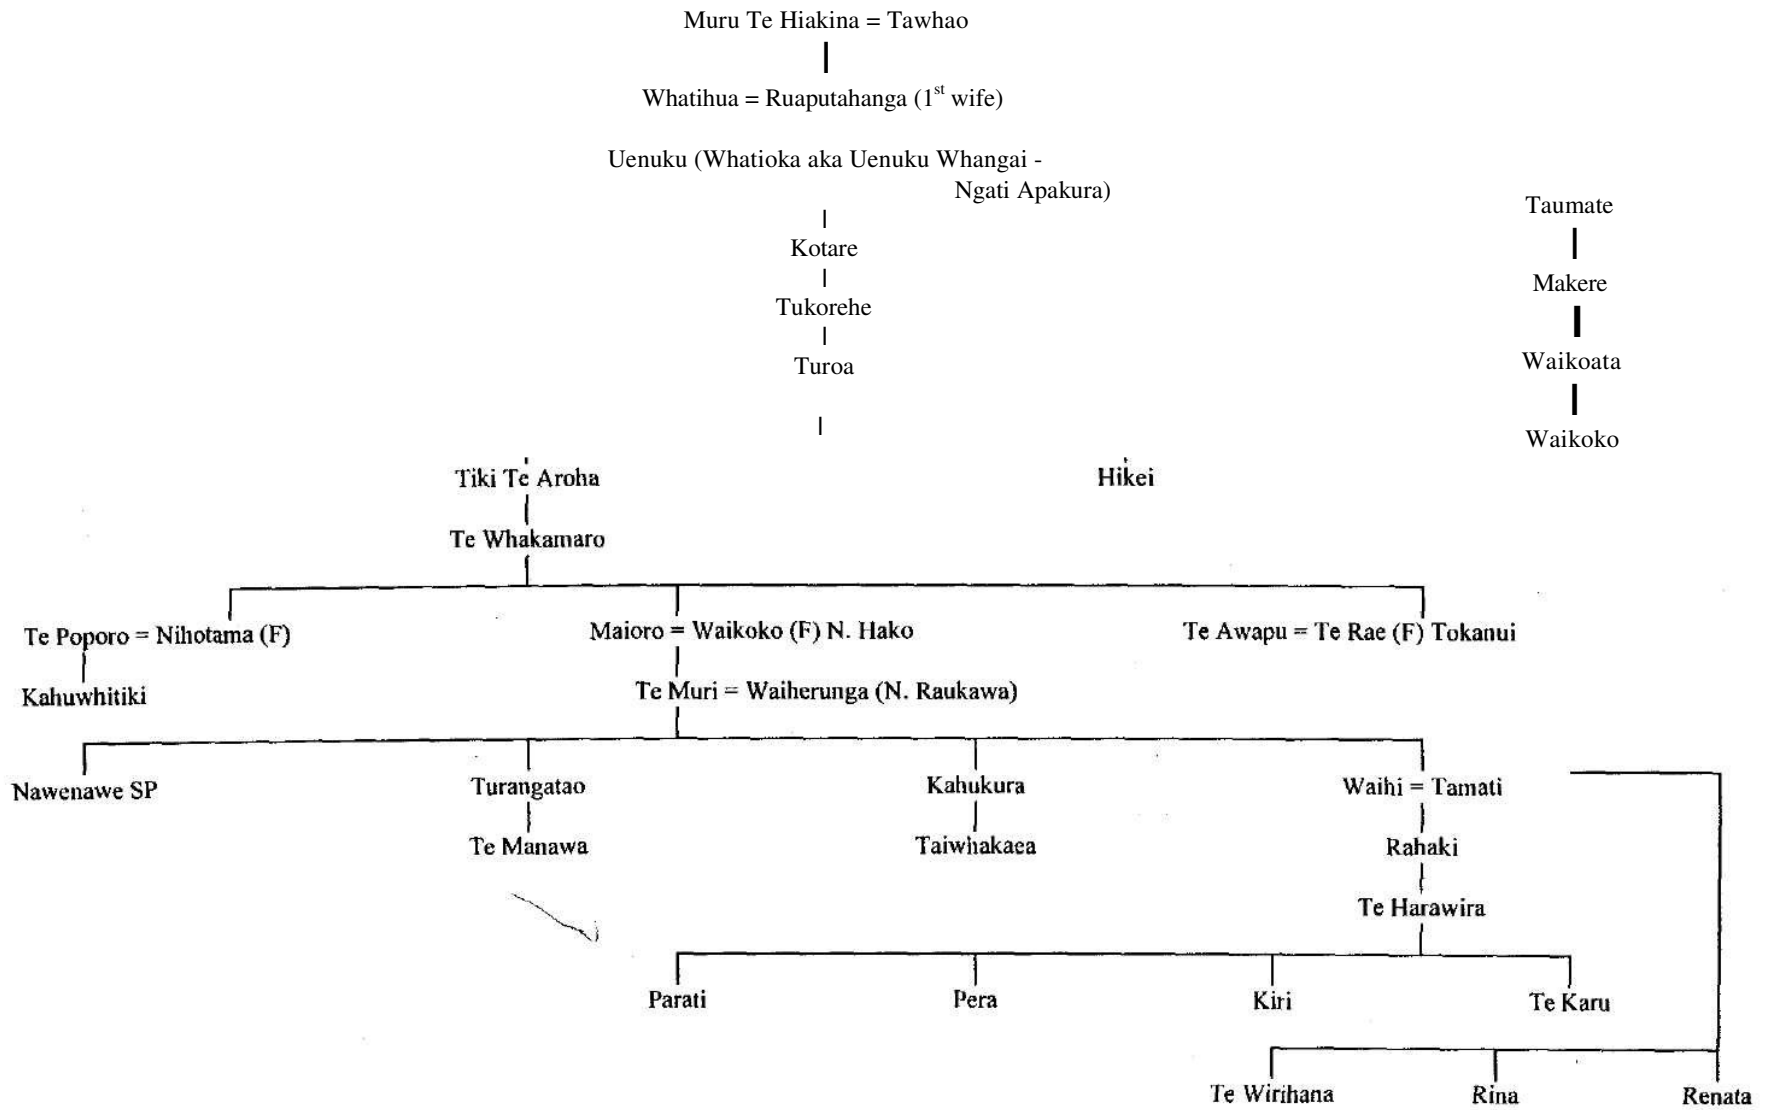 Muru Te Hiakina = Tawhao
Whatihua = Ruaputahanga (1st wife)
Uenuku (Whatioka aka Uenuku Whangai -
Ngati Apakura)
Taumate
Kotare
Makere
Tukorehe
Waikoata
Turoa
Waikoko
Tiki Te Aroha
Hikei
Te Whakamaro
Te Poporo = Nihotama (F)
Maioro = Waikoko (F) N. Hako
Te Awapu = Te Rae (F) Tokanui
Kahuwhitiki
Te Muri = Waiherunga (N. Raukawa)
Nawenawe SP
Turangatao
Kahukura
Waihi = Tamati
Te Manawa
Taiwhakaea
Rahaki
Te Harawira
Parati
Pera
Kiri
Te Karu
Te Wirihana
Rina
Renata